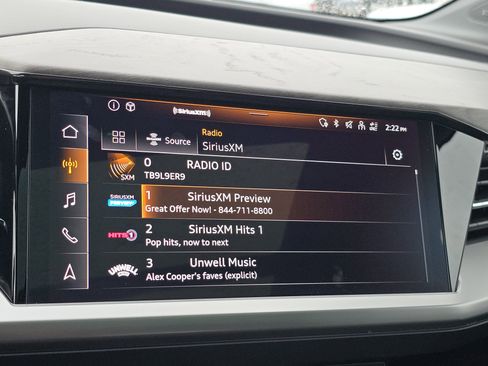 ((SiriusXM))
2:22 PM
Radio
Source
SiriusXM
0 RADIO ID
SXM
TB9L9ER9
1 SiriusXM Preview
SIRIUSXM PREVIEW
Great Offer Now! - 844-711-8800
2 SiriusXM Hits 1
HITS 1
Pop hits, now to next
3 Unwell Music
UNWELL
Alex Cooper's faves (explicit)